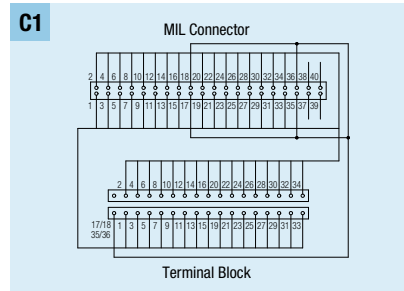 C1
MIL Connector
2 4 6 8 10 12 14 16 18 20 22 24 26 28 30 32 34 36 38 40
1 3 5 7 9 11 13 15 17 19 21 23 25 27 29 31 33 35 37 39
2 4 6 8 10 12 14 16 20 22 24 26 28 30 32 34
17/18 1 3 5 7 9 11 13 15 19 21 23 25 27 29 31 33
35/36
Terminal Block